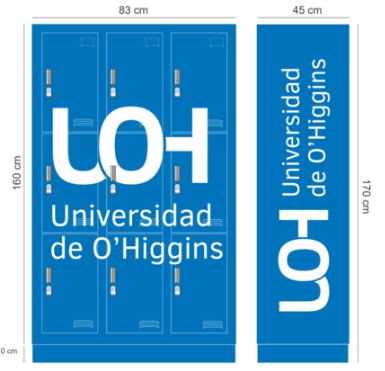 83 cm
45 cm
160 cm
170 cm
UOH
Universidad
de O'Higgins
Universidad
de O'Higgins
UOH
0 cm